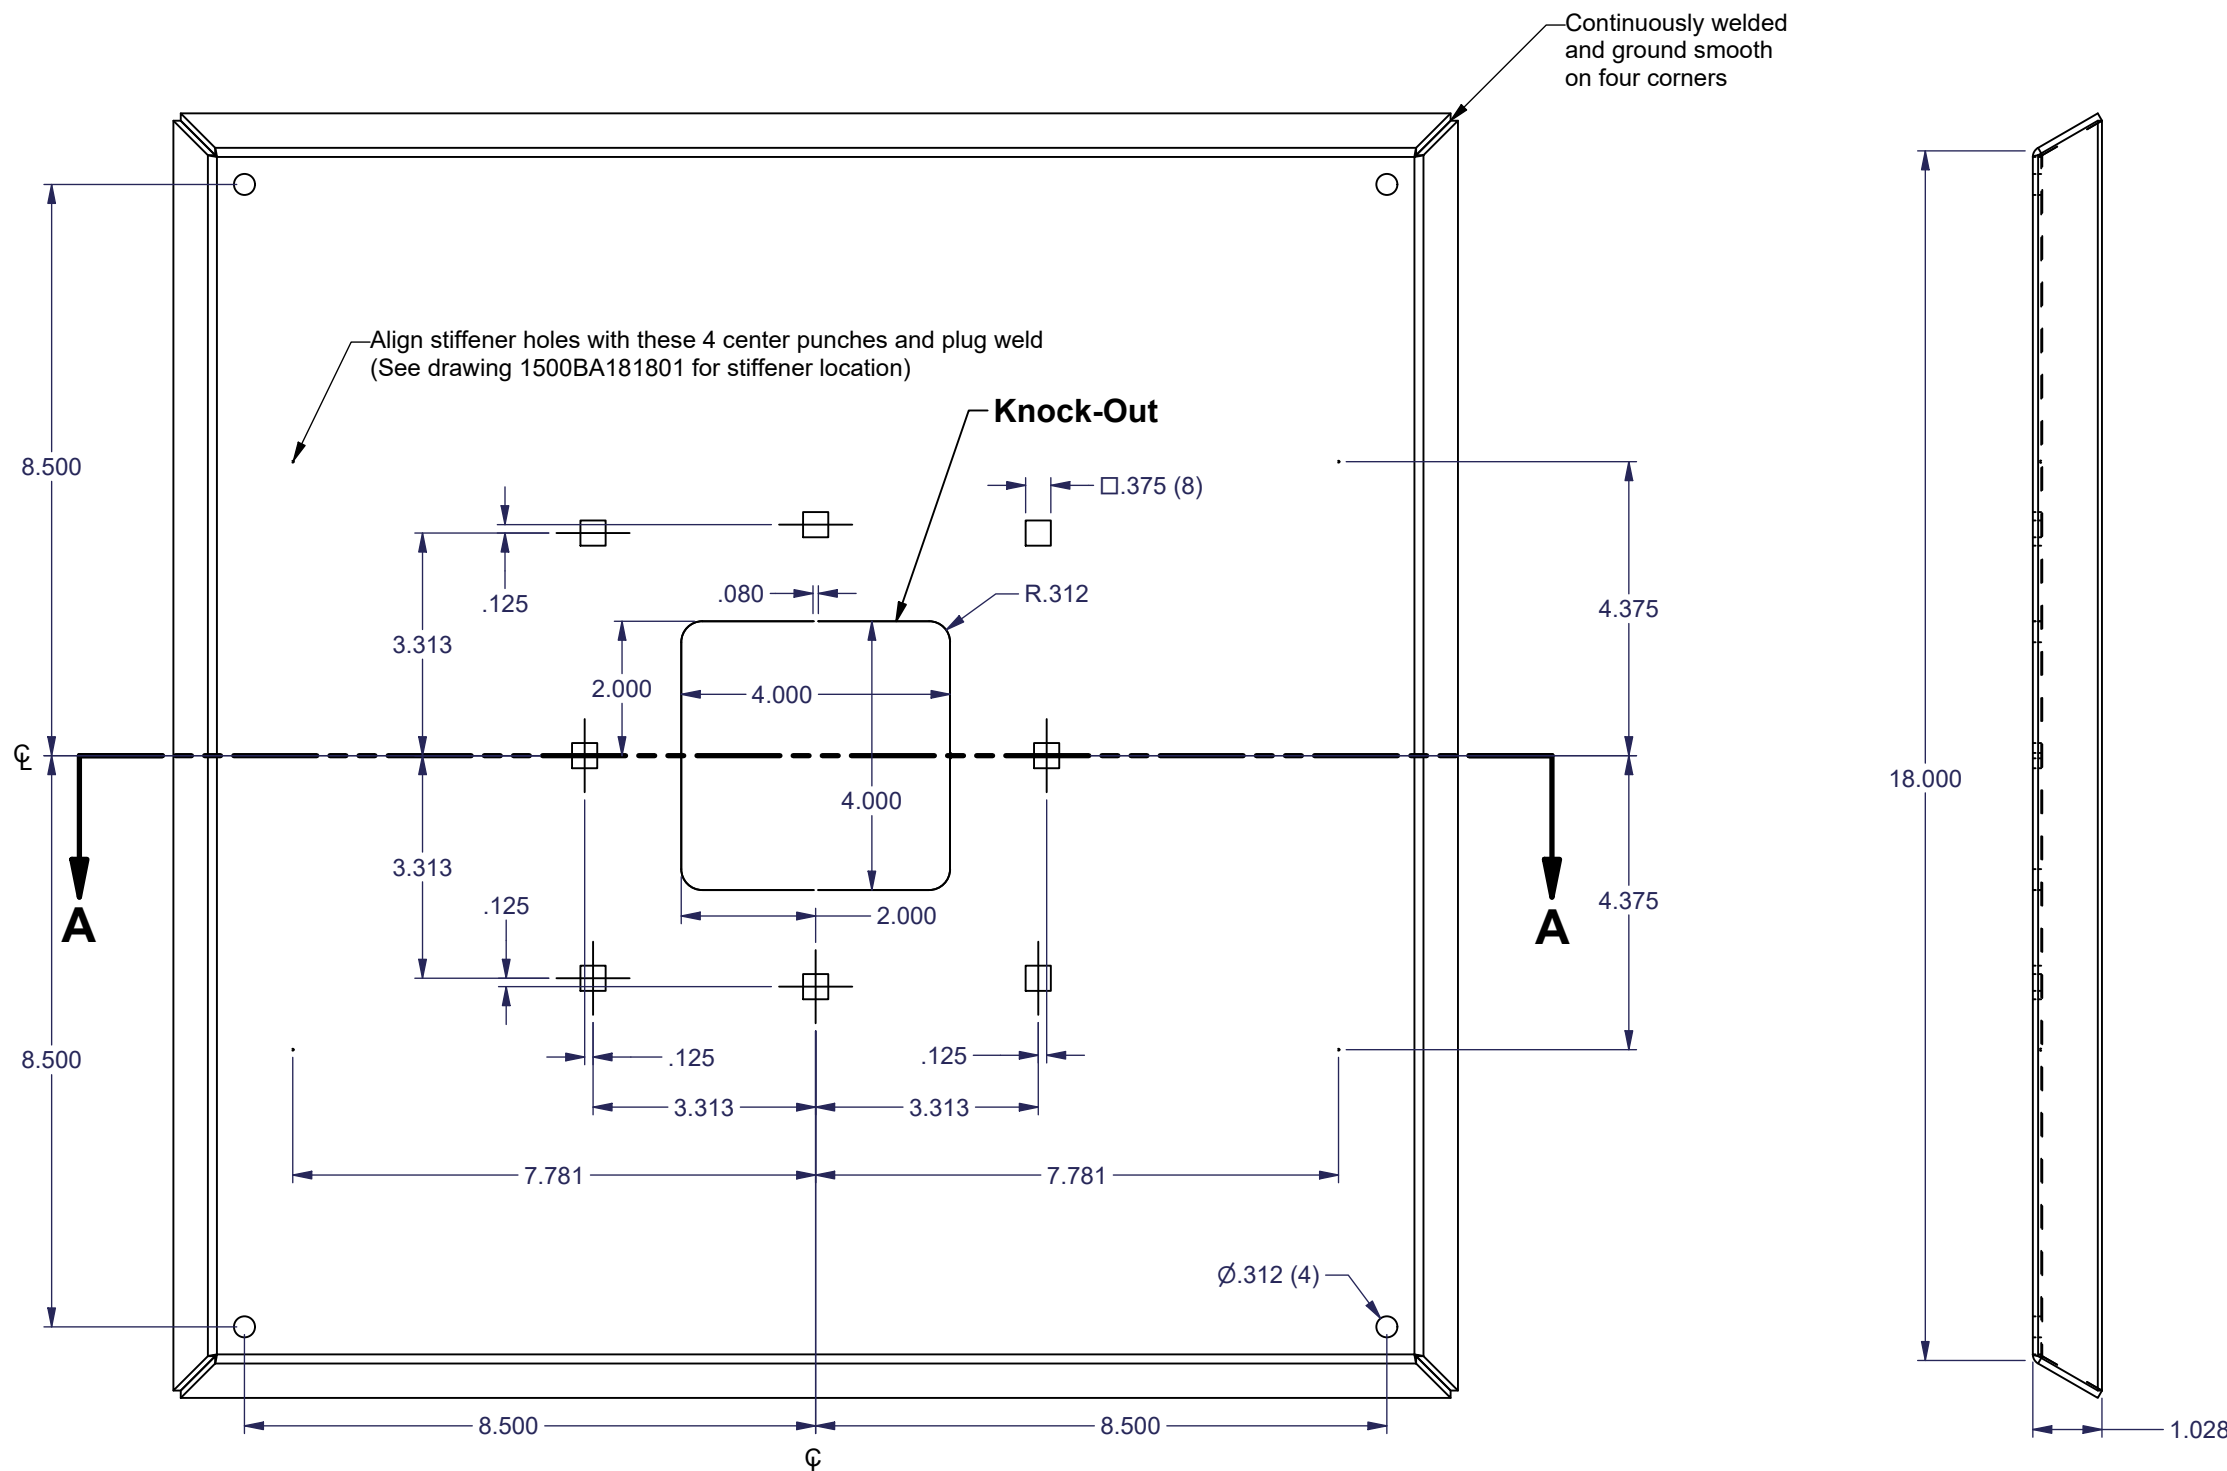 Continuously welded
and ground smooth
on four corners
Align stiffener holes with these 4 center punches and plug weld
(See drawing 1500BA181801 for stiffener location)
Knock-Out
8.500
□.375 (8)
.125
.080
R.312
4.375
3.313
2.000
4.000
℄
18.000
4.000
3.313
.125
2.000
4.375
A
A
8.500
.125
.125
3.313
3.313
7.781
7.781
Ø.312 (4)
8.500
8.500
1.028
℄